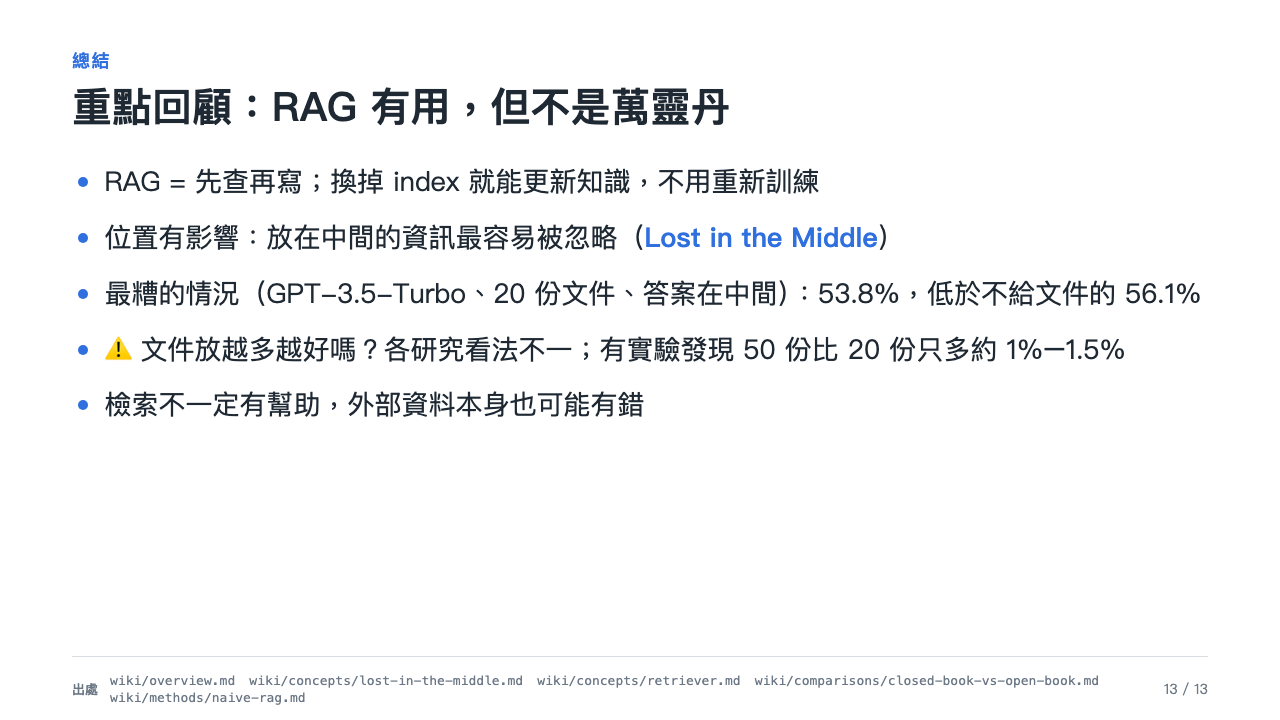 總結
重點回顧：RAG 有用，但不是萬靈丹
• RAG = 先查再寫；換掉 index 就能更新知識，不用重新訓練
• 位置有影響：放在中間的資訊最容易被忽略（Lost in the Middle）
• 最糟的情況（GPT-3.5-Turbo、20 份文件、答案在中間）：53.8%，低於不給文件的 56.1%
• ⚠️ 文件放越多越好嗎？各研究看法不一；有實驗發現 50 份比 20 份只多約 1%–1.5%
• 檢索不一定有幫助，外部資料本身也可能有錯
出處 wiki/overview.md wiki/concepts/lost-in-the-middle.md wiki/concepts/retriever.md wiki/comparisons/closed-book-vs-open-book.md
wiki/methods/naive-rag.md
13 / 13